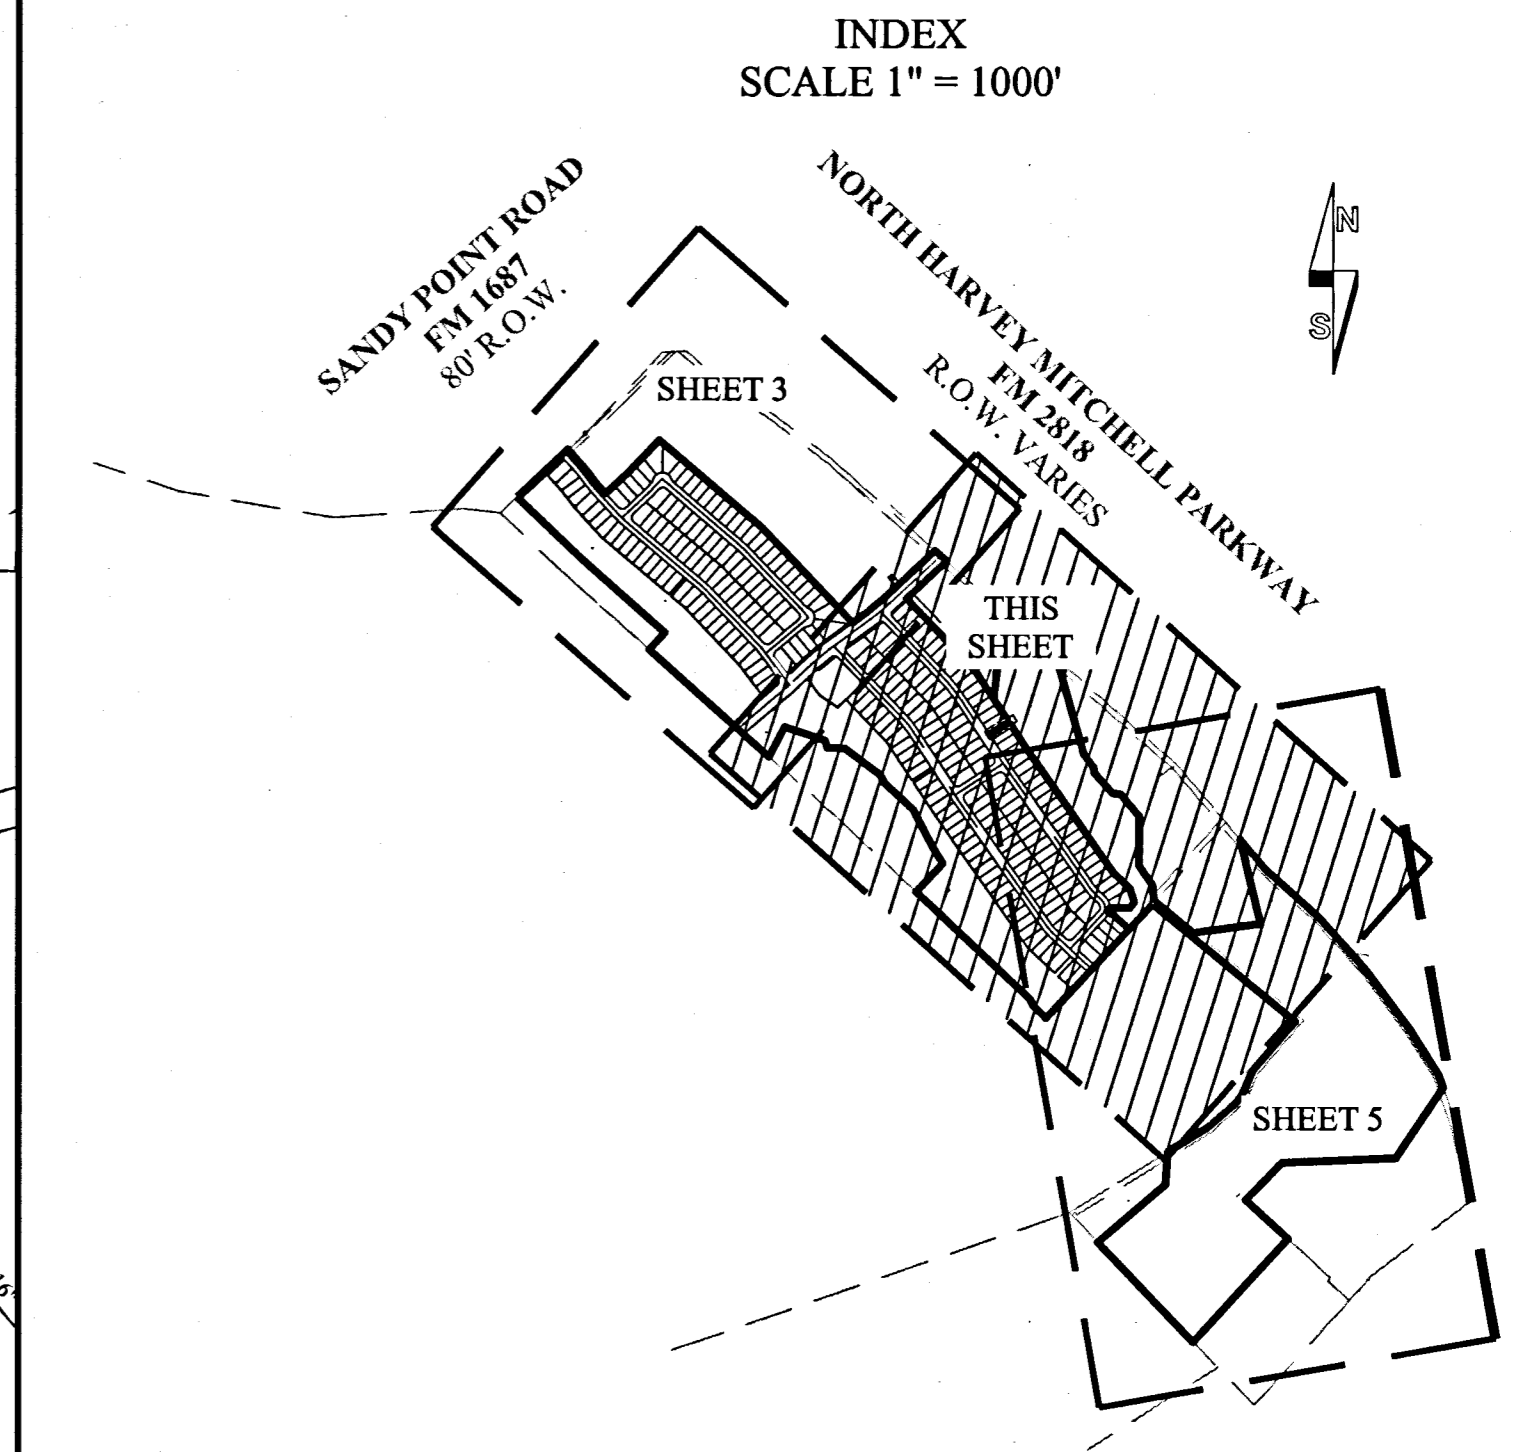 INDEX
SCALE 1" = 1000'
SANDY POINT ROAD
FM 1687
80' R.O.W.
NORTH HARVEY MITCHELL PARKWAY
FM 2818
R.O.W. VARIES
N
S
SHEET 3
THIS
SHEET
SHEET 5